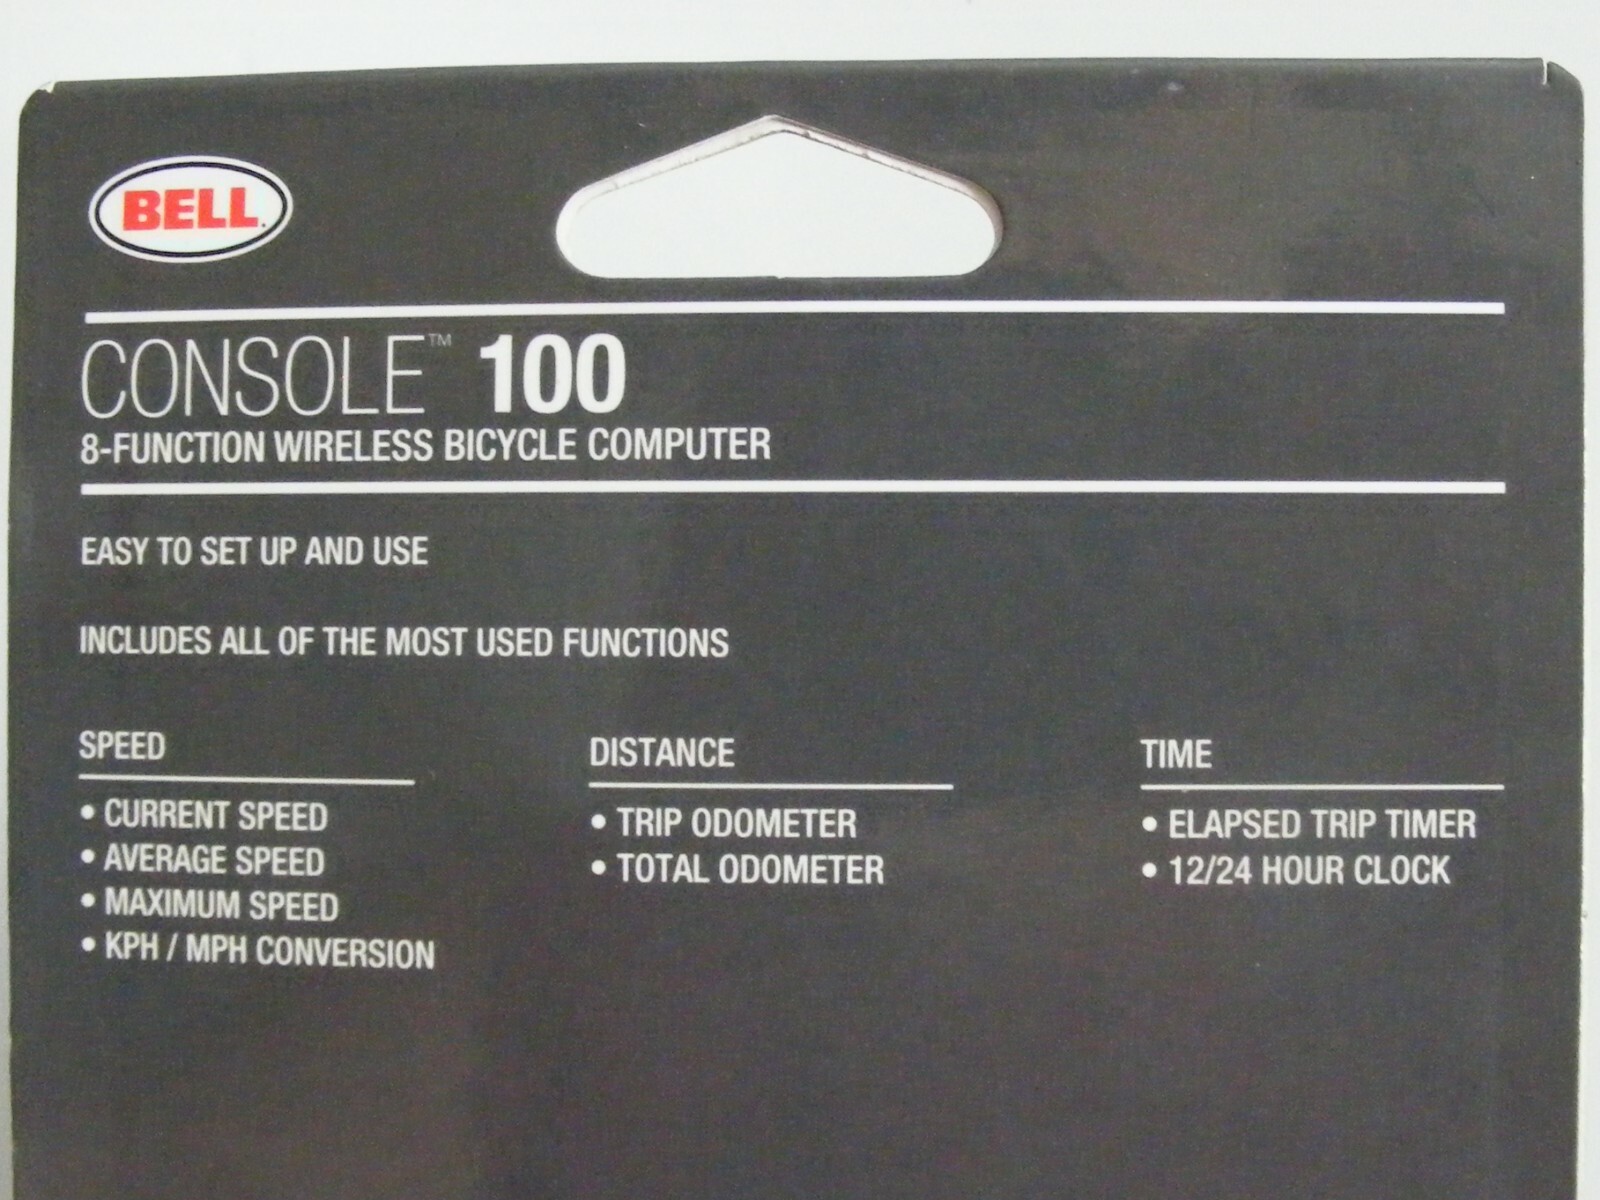 BELL
CONSOLE™ 100
8-FUNCTION WIRELESS BICYCLE COMPUTER
EASY TO SET UP AND USE
INCLUDES ALL OF THE MOST USED FUNCTIONS
SPEED
• CURRENT SPEED
• AVERAGE SPEED
• MAXIMUM SPEED
• KPH / MPH CONVERSION
DISTANCE
• TRIP ODOMETER
• TOTAL ODOMETER
TIME
• ELAPSED TRIP TIMER
• 12/24 HOUR CLOCK